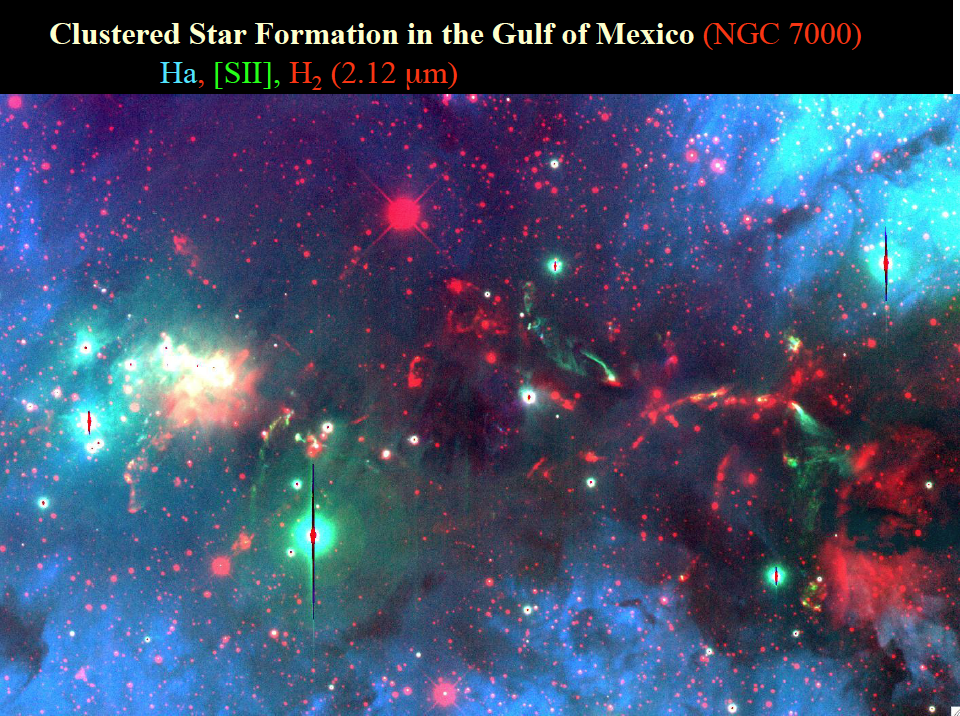 Clustered Star Formation in the Gulf of Mexico (NGC 7000)
Ha, [SII], H₂ (2.12 μm)